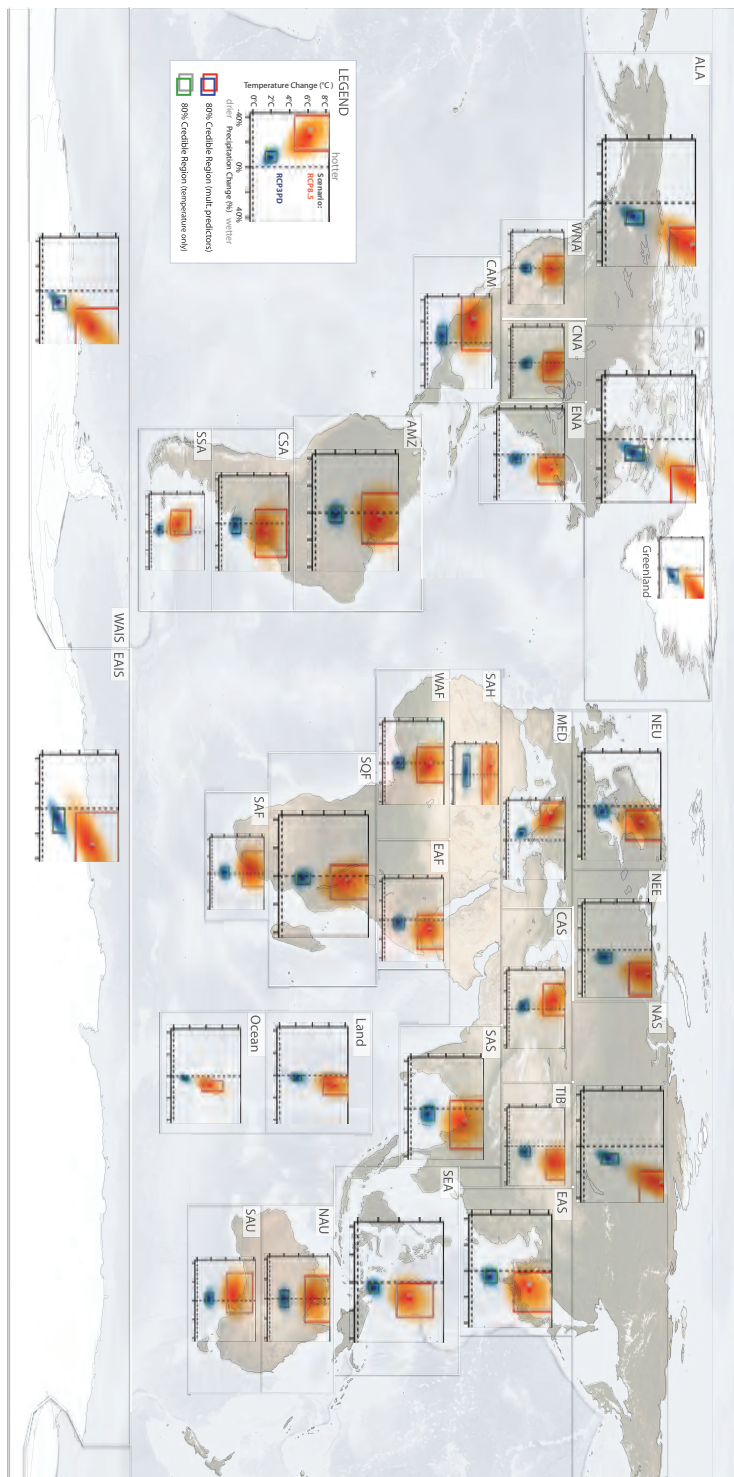 LEGEND
hotter
Temperature Change (°C)
8°C
6°C
4°C
2°C
0°C
-40%
0%
40%
Scenario:
RCP8.5
RCP3PD
drier
Precipitation Change (%)
wetter
80% Credible Region (mult. predictors)
80% Credible Region (temperature only)
ALA
Greenland
WNA
CNA
ENA
CAM
AMZ
CSA
SSA
NEU
NEE
NAS
MED
CAS
TIB
EAS
SAH
SAS
WAF
EAF
SEA
SQF
SAF
Land
Ocean
NAU
SAU
WAIS
EAIS